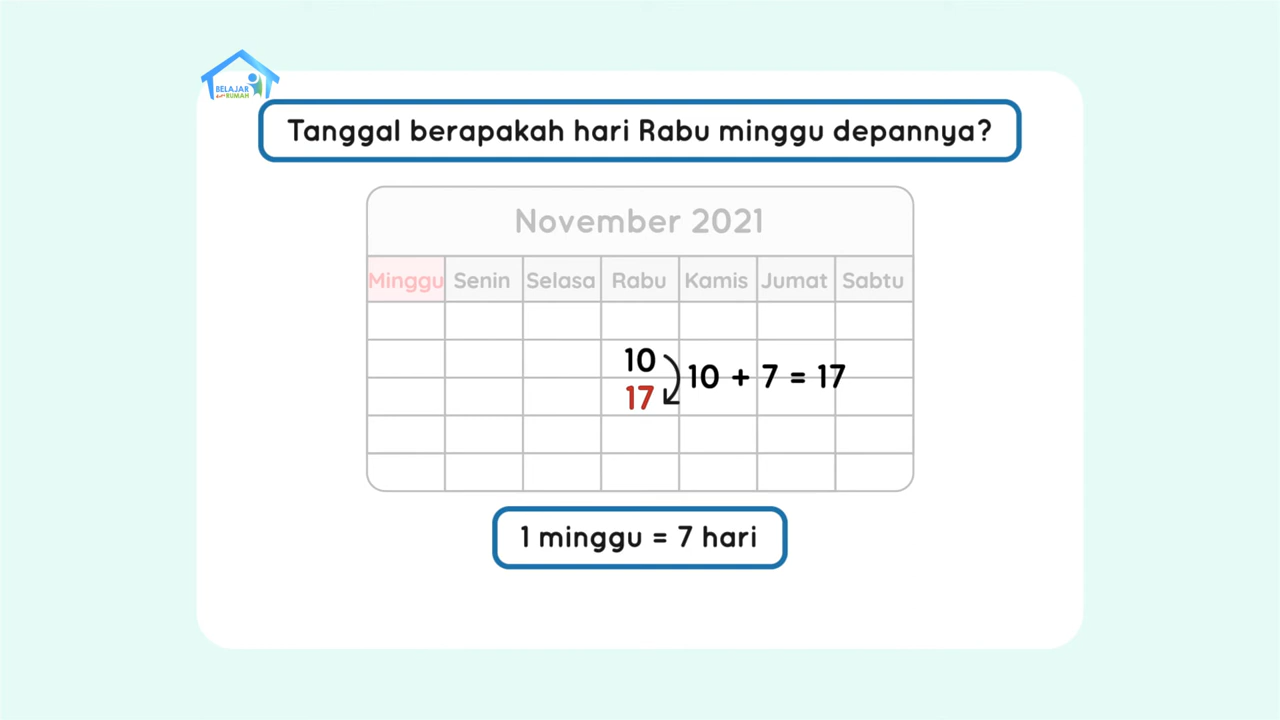 BELAJAR
dari RUMAH
Tanggal berapakah hari Rabu minggu depannya?
November 2021
Minggu Senin Selasa Rabu Kamis Jumat Sabtu
10
10 + 7 = 17
17
1 minggu = 7 hari